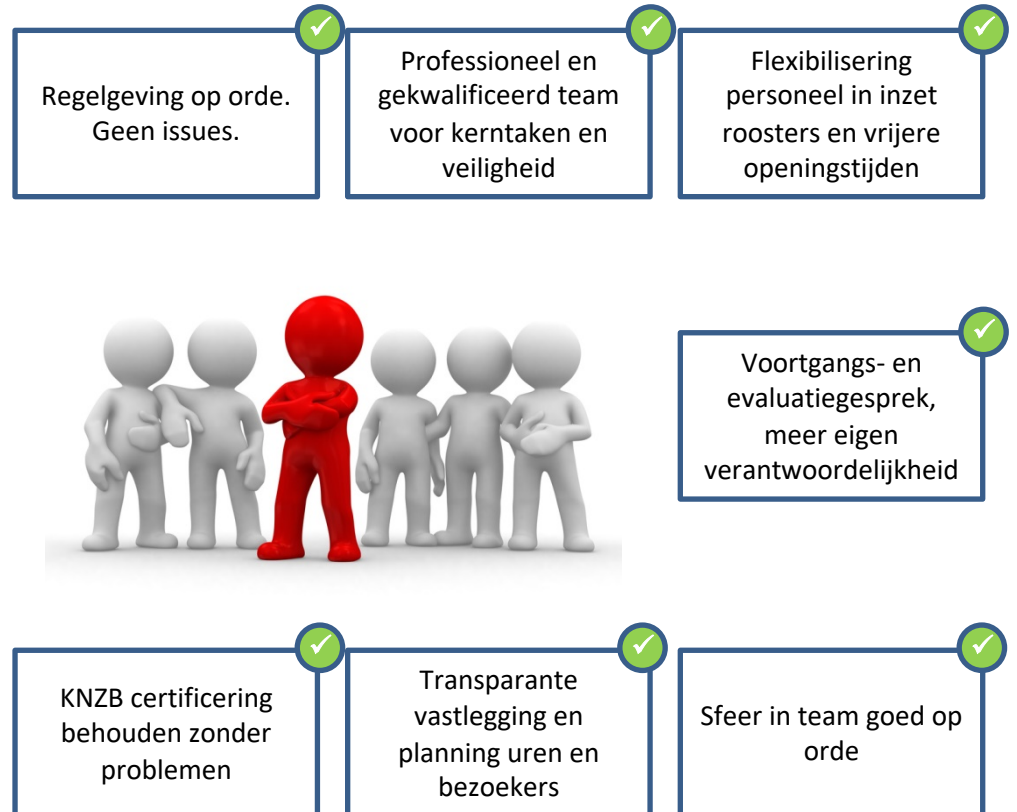 Regelgeving op orde.
Geen issues.
Professioneel en
gekwalificeerd team
voor kerntaken en
veiligheid
Flexibilisering
personeel in inzet
roosters en vrijere
openingstijden
Voortgangs- en
evaluatiegesprek,
meer eigen
verantwoordelijkheid
KNZB certificering
behouden zonder
problemen
Transparante
vastlegging en
planning uren en
bezoekers
Sfeer in team goed op
orde